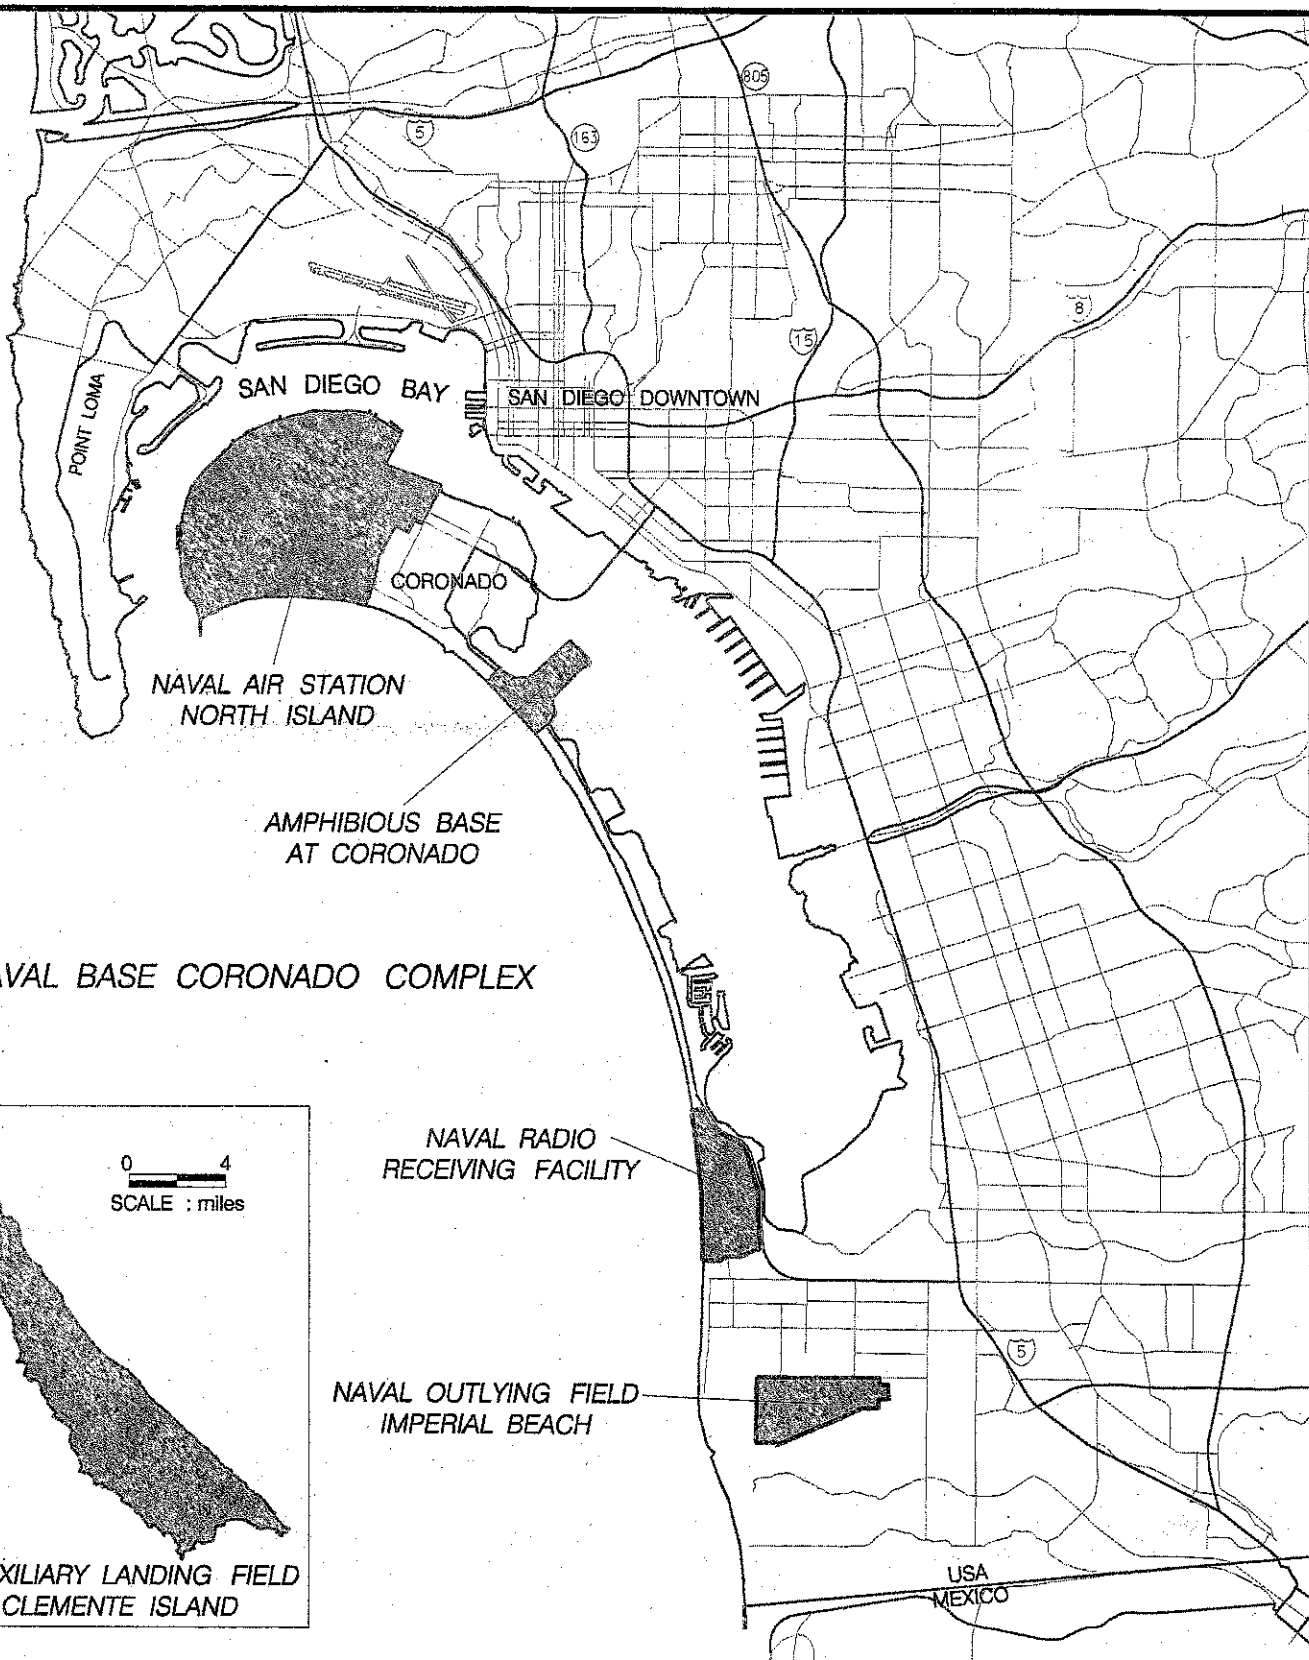 805
5
163
8
15
SAN DIEGO BAY
SAN DIEGO DOWNTOWN
POINT LOMA
CORONADO
NAVAL AIR STATION
NORTH ISLAND
AMPHIBIOUS BASE
AT CORONADO
AVAL BASE CORONADO COMPLEX
0 4
SCALE : miles
NAVAL RADIO
RECEIVING FACILITY
5
NAVAL OUTLYING FIELD
IMPERIAL BEACH
XILIARY LANDING FIELD
CLEMENTE ISLAND
USA
MEXICO